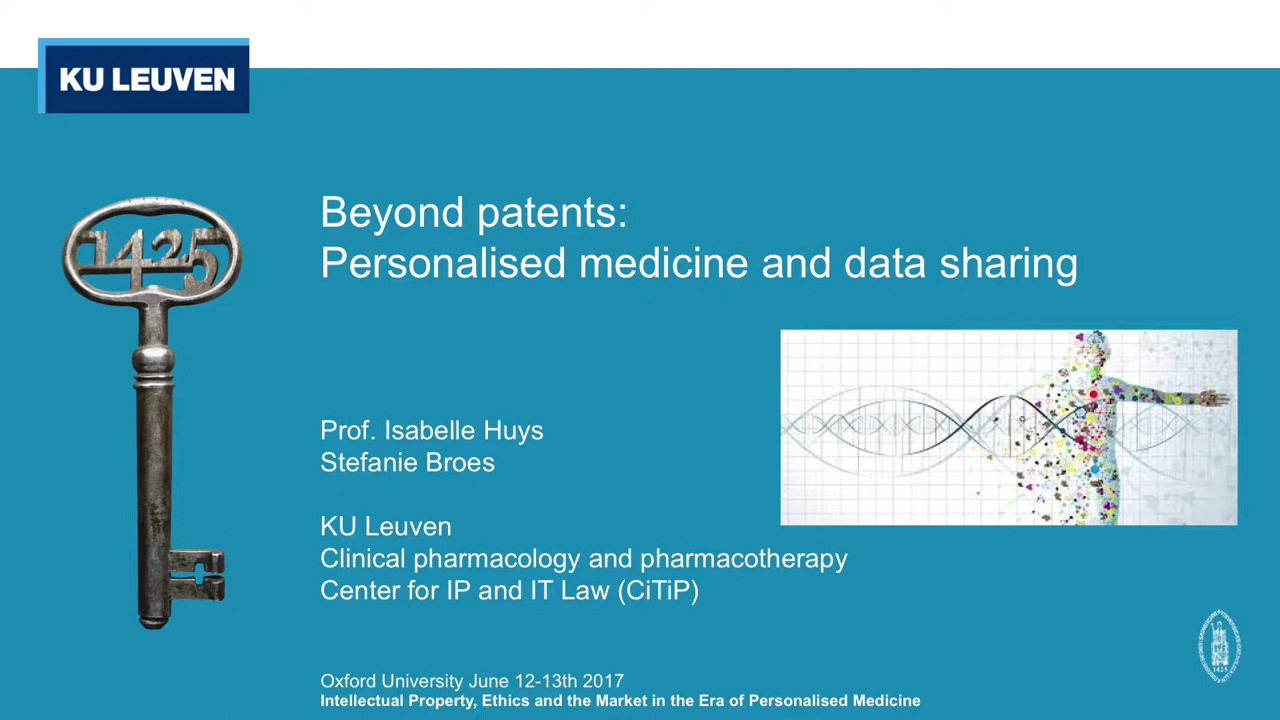 KU LEUVEN
1425
Beyond patents:
Personalised medicine and data sharing
Prof. Isabelle Huys
Stefanie Broes
KU Leuven
Clinical pharmacology and pharmacotherapy
Center for IP and IT Law (CiTiP)
Oxford University June 12-13th 2017
Intellectual Property, Ethics and the Market in the Era of Personalised Medicine
1425